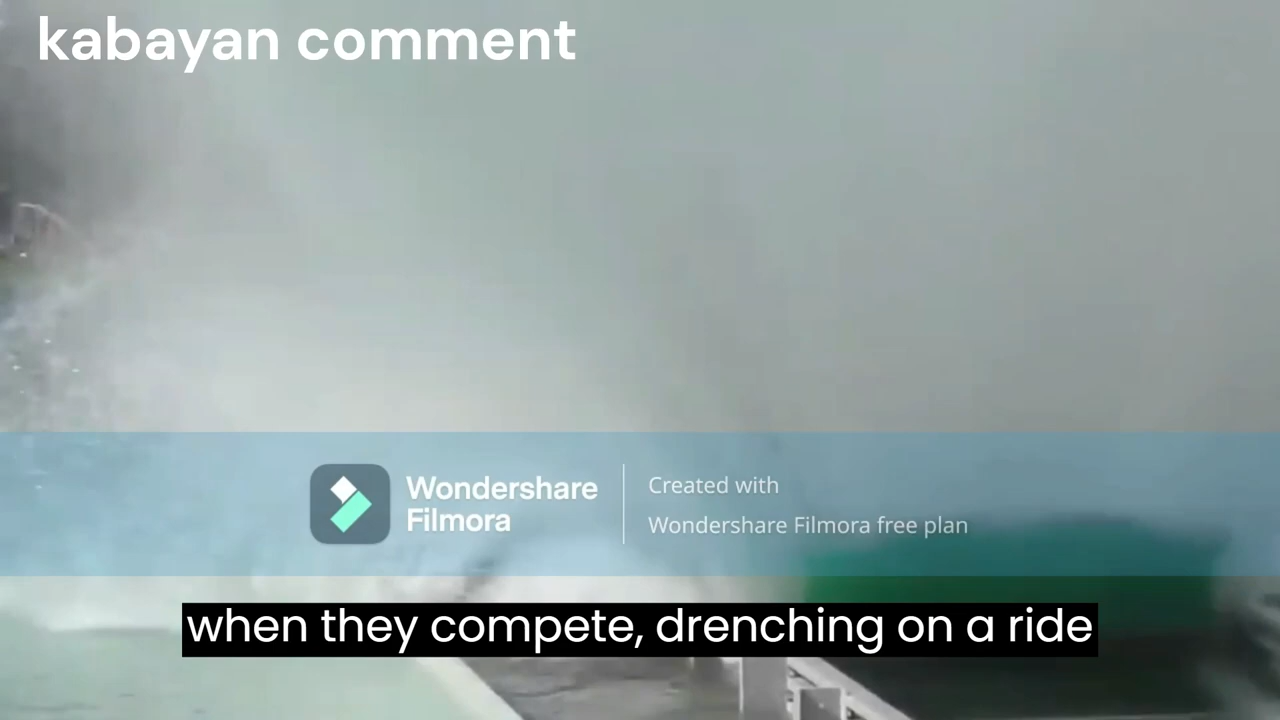 kabayan comment
Wondershare
Filmora
Created with
Wondershare Filmora free plan
when they compete, drenching on a ride